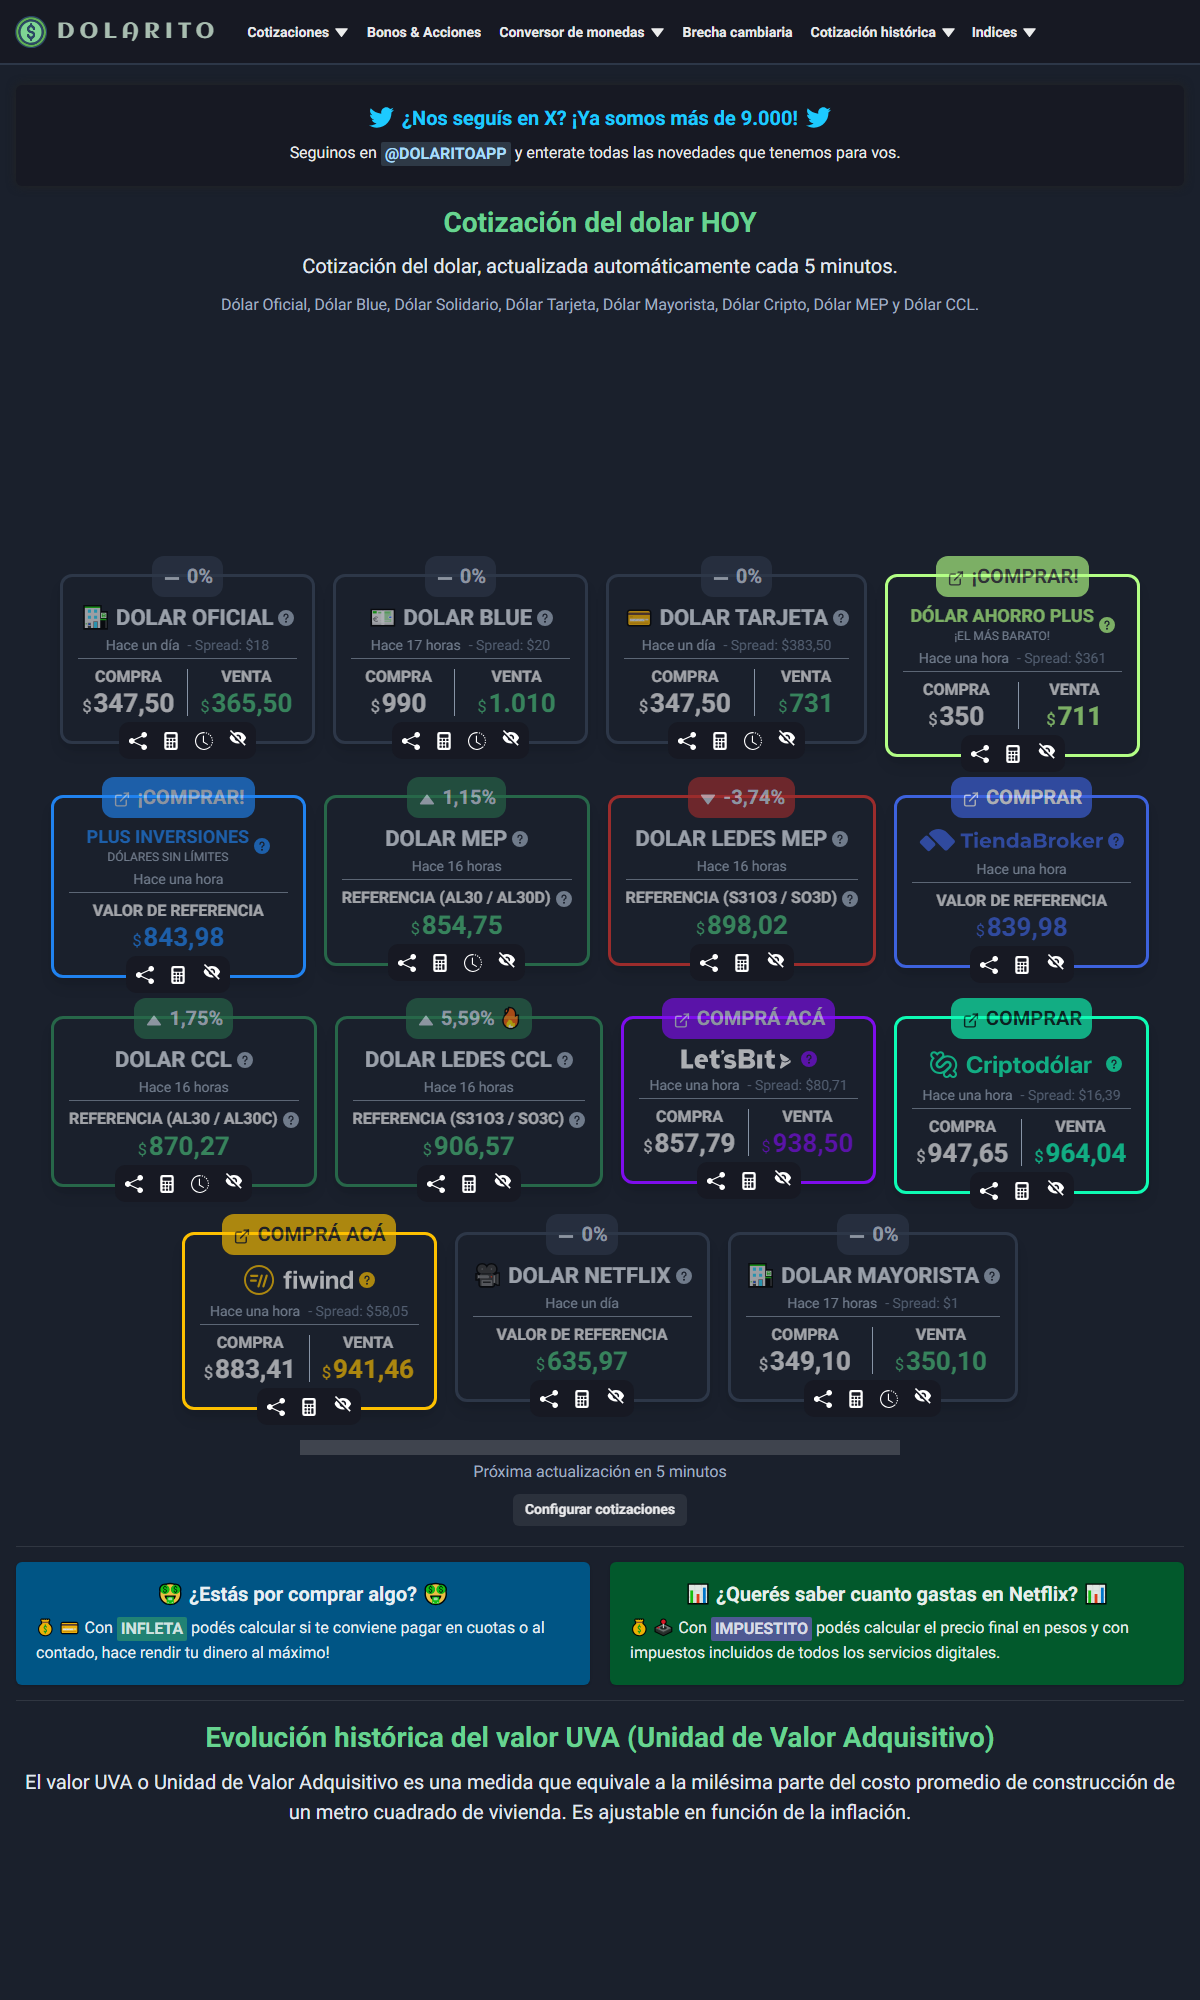 DOLARITO
Cotizaciones ▼ Bonos & Acciones Conversor de monedas ▼ Brecha cambiaria Cotización histórica ▼ Indices ▼
¿Nos seguís en X? ¡Ya somos más de 9.000!
Seguinos en @DOLARITOAPP y enterate todas las novedades que tenemos para vos.
Cotización del dolar HOY
Cotización del dolar, actualizada automáticamente cada 5 minutos.
Dólar Oficial, Dólar Blue, Dólar Solidario, Dólar Tarjeta, Dólar Mayorista, Dólar Cripto, Dólar MEP y Dólar CCL.
— 0%
DOLAR OFICIAL ?
Hace un día - Spread: $18
COMPRA VENTA
$347,50 $365,50
— 0%
DOLAR BLUE ?
Hace 17 horas - Spread: $20
COMPRA VENTA
$990 $1.010
— 0%
DOLAR TARJETA ?
Hace un día - Spread: $383,50
COMPRA VENTA
$347,50 $731
¡COMPRAR!
DÓLAR AHORRO PLUS ?
¡EL MÁS BARATO!
Hace una hora - Spread: $361
COMPRA VENTA
$350 $711
¡COMPRAR!
PLUS INVERSIONES ?
DÓLARES SIN LÍMITES
Hace una hora
VALOR DE REFERENCIA
$843,98
▲ 1,15%
DOLAR MEP ?
Hace 16 horas
REFERENCIA (AL30 / AL30D) ?
$854,75
▼ -3,74%
DOLAR LEDES MEP ?
Hace 16 horas
REFERENCIA (S31O3 / SO3D) ?
$898,02
COMPRAR
TiendaBroker ?
Hace una hora
VALOR DE REFERENCIA
$839,98
▲ 1,75%
DOLAR CCL ?
Hace 16 horas
REFERENCIA (AL30 / AL30C) ?
$870,27
▲ 5,59% 🔥
DOLAR LEDES CCL ?
Hace 16 horas
REFERENCIA (S31O3 / SO3C) ?
$906,57
COMPRÁ ACÁ
Let'sBit ?
Hace una hora - Spread: $80,71
COMPRA VENTA
$857,79 $938,50
COMPRAR
Criptodólar ?
Hace una hora - Spread: $16,39
COMPRA VENTA
$947,65 $964,04
COMPRÁ ACÁ
fiwind ?
Hace una hora - Spread: $58,05
COMPRA VENTA
$883,41 $941,46
— 0%
DOLAR NETFLIX ?
Hace un día
VALOR DE REFERENCIA
$635,97
— 0%
DOLAR MAYORISTA ?
Hace 17 horas - Spread: $1
COMPRA VENTA
$349,10 $350,10
Próxima actualización en 5 minutos
Configurar cotizaciones
🤑 ¿Estás por comprar algo? 🤑
💰 💳 Con INFLETA podés calcular si te conviene pagar en cuotas o al
contado, hace rendir tu dinero al máximo!
📊 ¿Querés saber cuanto gastas en Netflix? 📊
💰 🕹️ Con IMPUESTITO podés calcular el precio final en pesos y con
impuestos incluidos de todos los servicios digitales.
Evolución histórica del valor UVA (Unidad de Valor Adquisitivo)
El valor UVA o Unidad de Valor Adquisitivo es una medida que equivale a la milésima parte del costo promedio de construcción de
un metro cuadrado de vivienda. Es ajustable en función de la inflación.